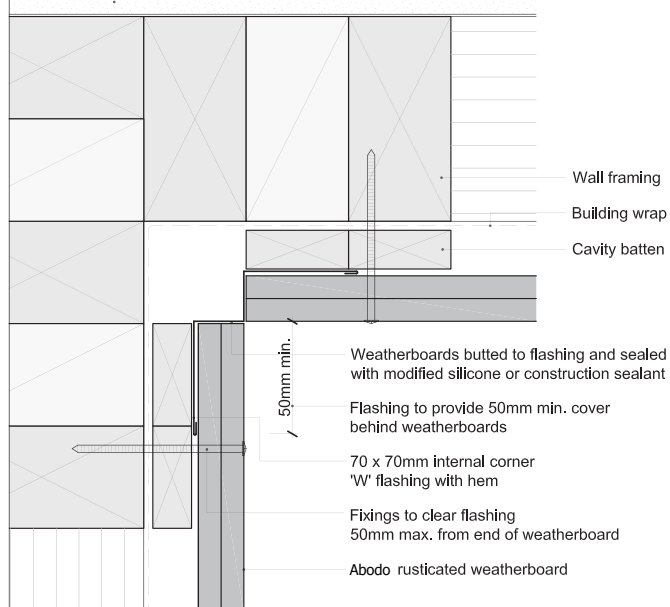 Wall framing
Building wrap
Cavity batten
50mm min.
Weatherboards butted to flashing and sealed
with modified silicone or construction sealant
Flashing to provide 50mm min. cover
behind weatherboards
70 x 70mm internal corner
'W' flashing with hem
Fixings to clear flashing
50mm max. from end of weatherboard
Abodo rusticated weatherboard